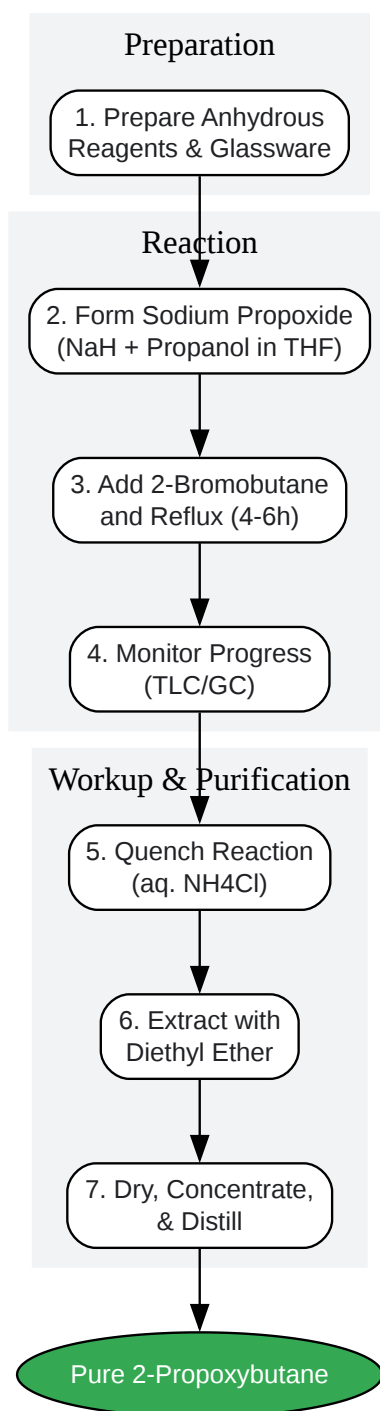 Preparation
1. Prepare Anhydrous
Reagents & Glassware
Reaction
2. Form Sodium Propoxide
(NaH + Propanol in THF)
3. Add 2-Bromobutane
and Reflux (4-6h)
4. Monitor Progress
(TLC/GC)
Workup & Purification
5. Quench Reaction
(aq. NH4Cl)
6. Extract with
Diethyl Ether
7. Dry, Concentrate,
& Distill
Pure 2-Propoxybutane